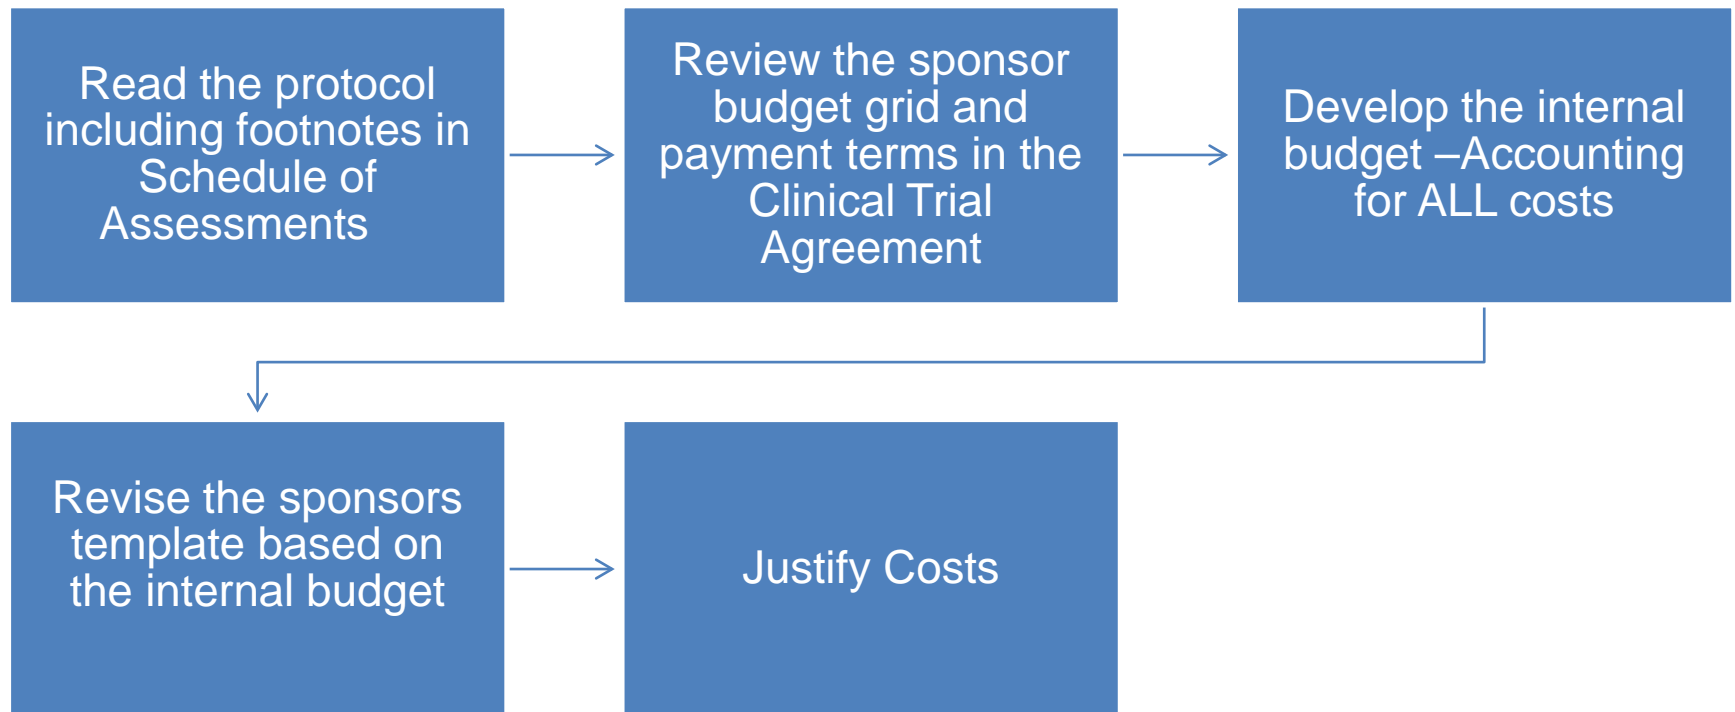 Read the protocol
including footnotes in
Schedule of
Assessments
Review the sponsor
budget grid and
payment terms in the
Clinical Trial
Agreement
Develop the internal
budget –Accounting
for ALL costs
Revise the sponsors
template based on
the internal budget
Justify Costs